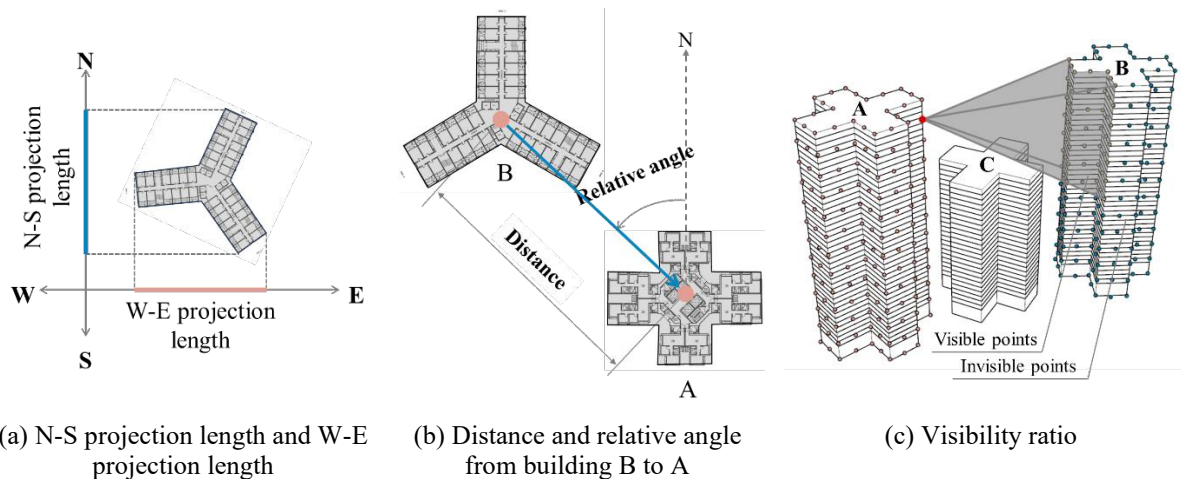 N
N-S projection
length
W
E
W-E projection
length
S
N
B
Relative angle
Distance
A
A
B
C
Visible points
Invisible points
(a) N-S projection length and W-E
projection length
(b) Distance and relative angle
from building B to A
(c) Visibility ratio